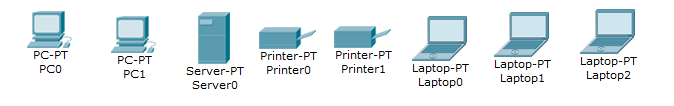 PC-PT
PC0
PC-PT
PC1
Server-PT
Server0
Printer-PT
Printer0
Printer-PT
Printer1
Laptop-PT
Laptop0
Laptop-PT
Laptop1
Laptop-PT
Laptop2